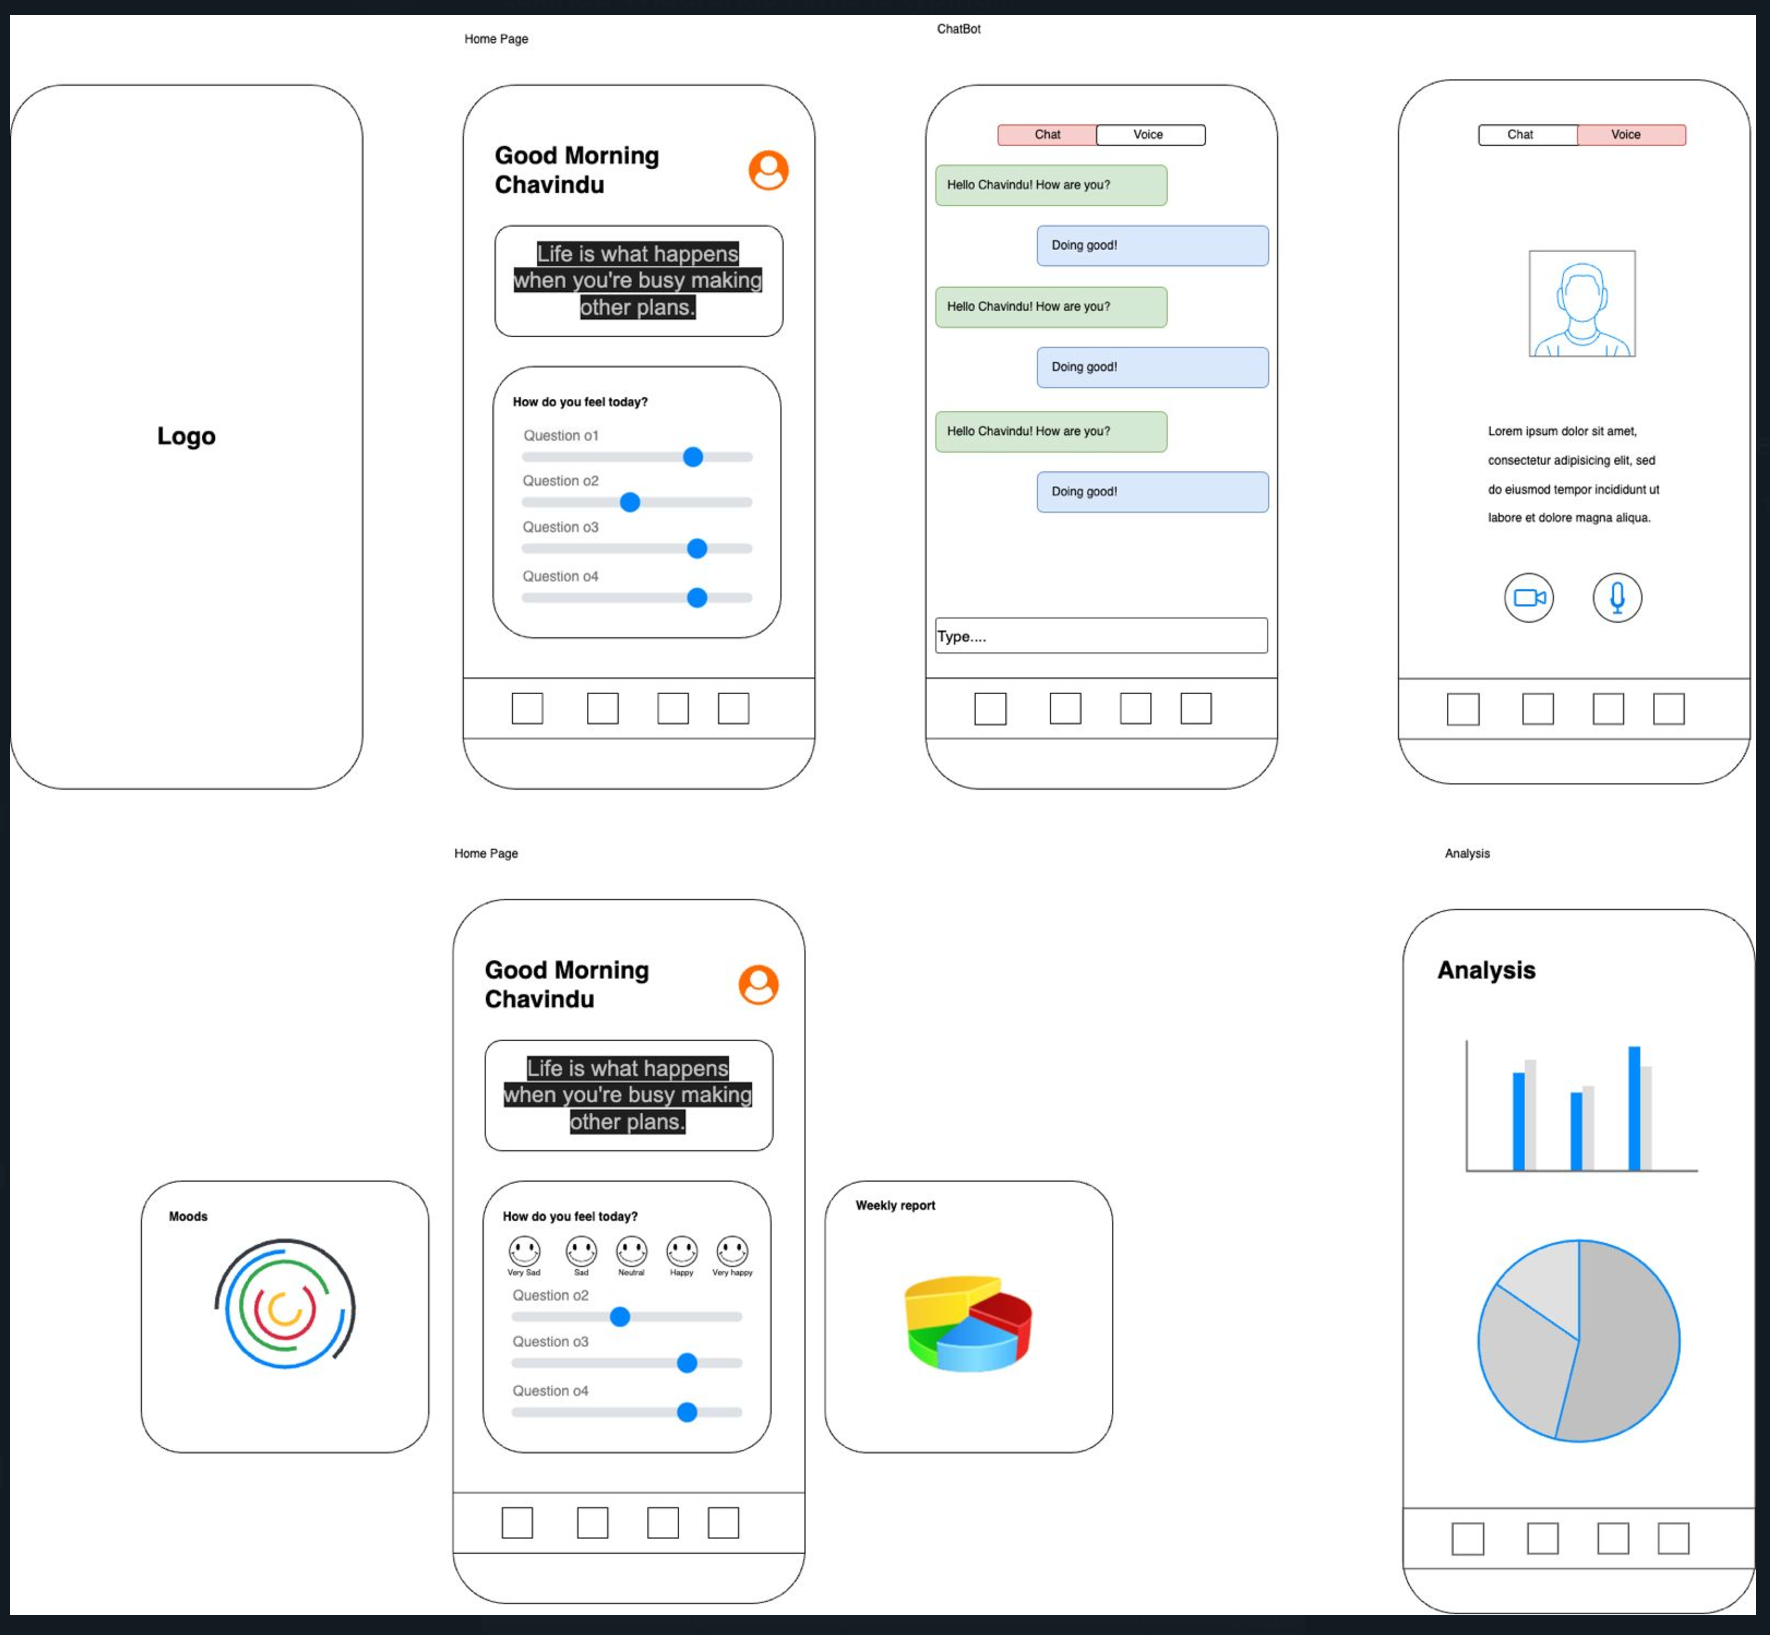 Home Page
ChatBot
Logo
Good Morning
Chavindu
Life is what happens
when you're busy making
other plans.
How do you feel today?
Question o1
Question o2
Question o3
Question o4
Chat
Voice
Hello Chavindu! How are you?
Doing good!
Hello Chavindu! How are you?
Doing good!
Hello Chavindu! How are you?
Doing good!
Type....
Chat
Voice
Lorem ipsum dolor sit amet,
consectetur adipisicing elit, sed
do eiusmod tempor incididunt ut
labore et dolore magna aliqua.
Home Page
Analysis
Moods
Good Morning
Chavindu
Life is what happens
when you're busy making
other plans.
How do you feel today?
Very Sad
Sad
Neutral
Happy
Very happy
Question o2
Question o3
Question o4
Weekly report
Analysis